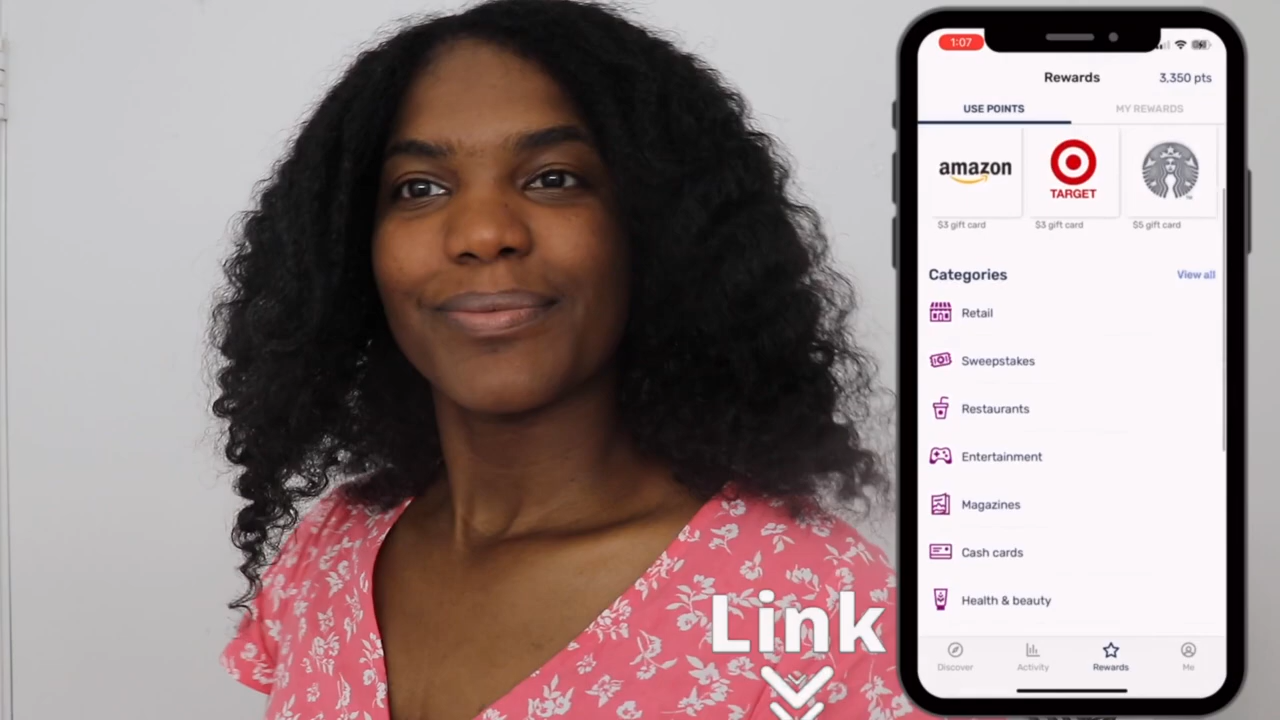 1:07
Rewards 3,350 pts
USE POINTS MY REWARDS
amazon TARGET
$3 gift card $3 gift card $5 gift card
Categories View all
Retail
Sweepstakes
Restaurants
Entertainment
Magazines
Cash cards
Health & beauty
Link
Discover Activity Rewards Me